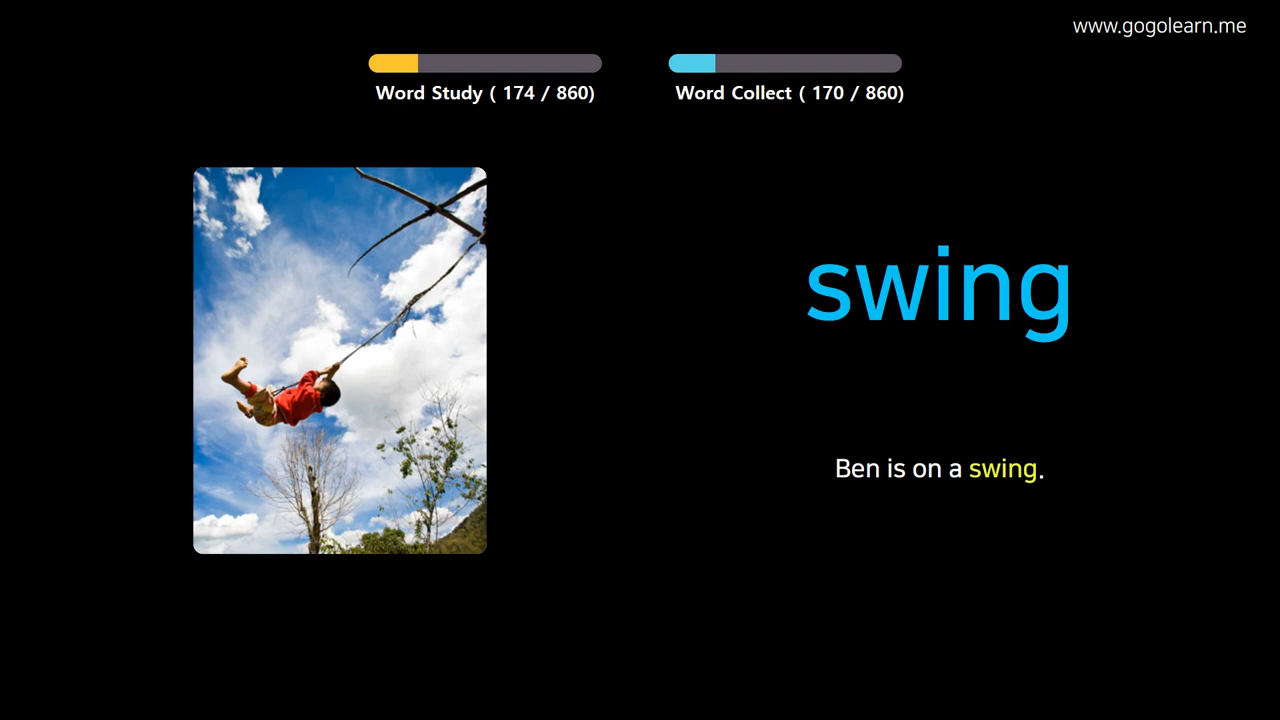 www.gogolearn.me
Word Study ( 174 / 860)
Word Collect ( 170 / 860)
swing
Ben is on a swing.